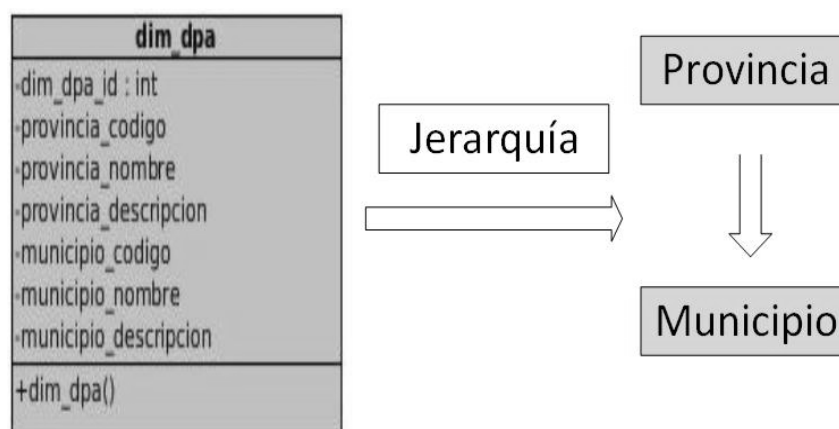 dim_dpa
-dim_dpa_id : int
-provincia_codigo
-provincia_nombre
-provincia_descripcion
-municipio_codigo
-municipio_nombre
-municipio_descripcion
+dim_dpa()
Jerarquía
Provincia
Municipio